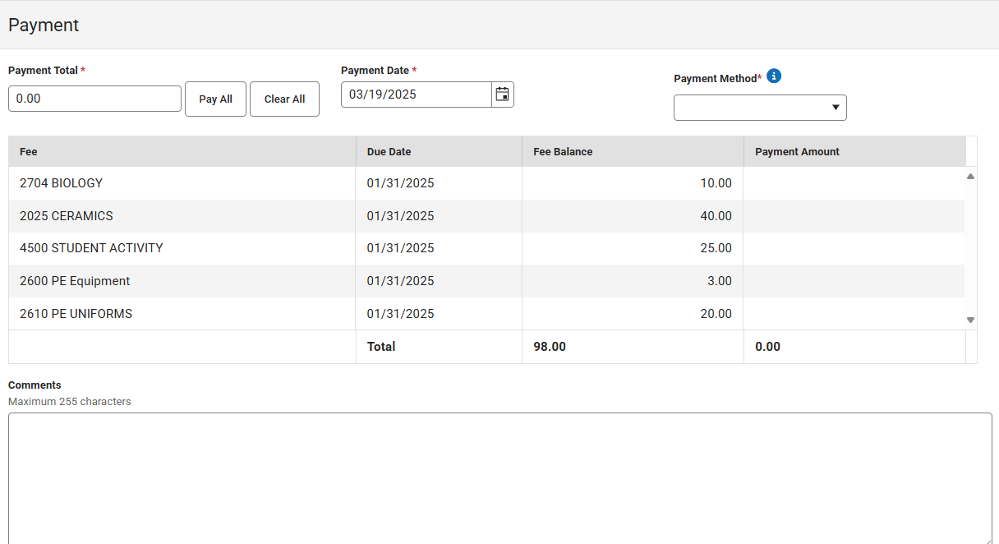 Payment
Payment Total *
Payment Date *
Payment Method*
0.00
Pay All
Clear All
03/19/2025
Fee Due Date Fee Balance Payment Amount
2704 BIOLOGY 01/31/2025 10.00
2025 CERAMICS 01/31/2025 40.00
4500 STUDENT ACTIVITY 01/31/2025 25.00
2600 PE Equipment 01/31/2025 3.00
2610 PE UNIFORMS 01/31/2025 20.00
Total 98.00 0.00
Comments
Maximum 255 characters